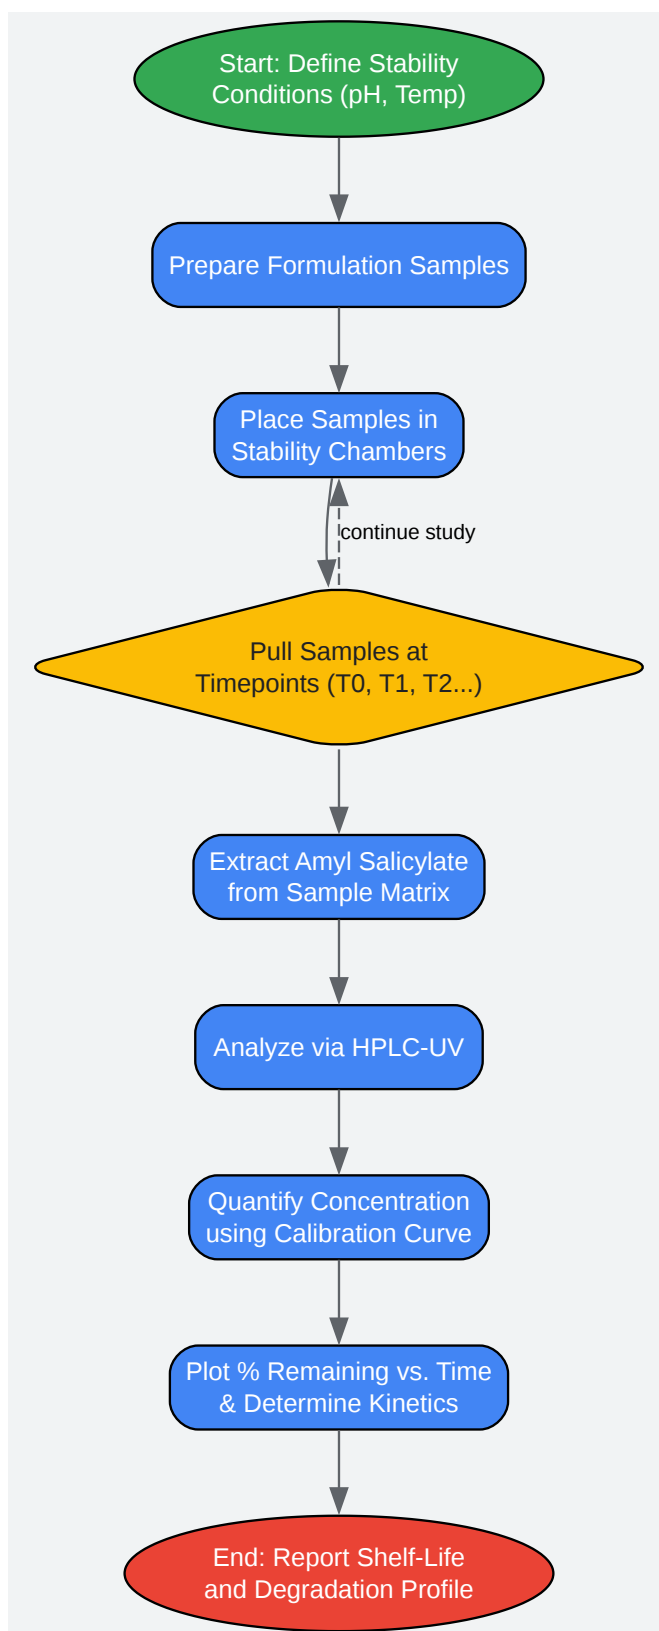 Start: Define Stability
Conditions (pH, Temp)
Prepare Formulation Samples
Place Samples in
Stability Chambers
continue study
Pull Samples at
Timepoints (T0, T1, T2...)
Extract Amyl Salicylate
from Sample Matrix
Analyze via HPLC-UV
Quantify Concentration
using Calibration Curve
Plot % Remaining vs. Time
& Determine Kinetics
End: Report Shelf-Life
and Degradation Profile